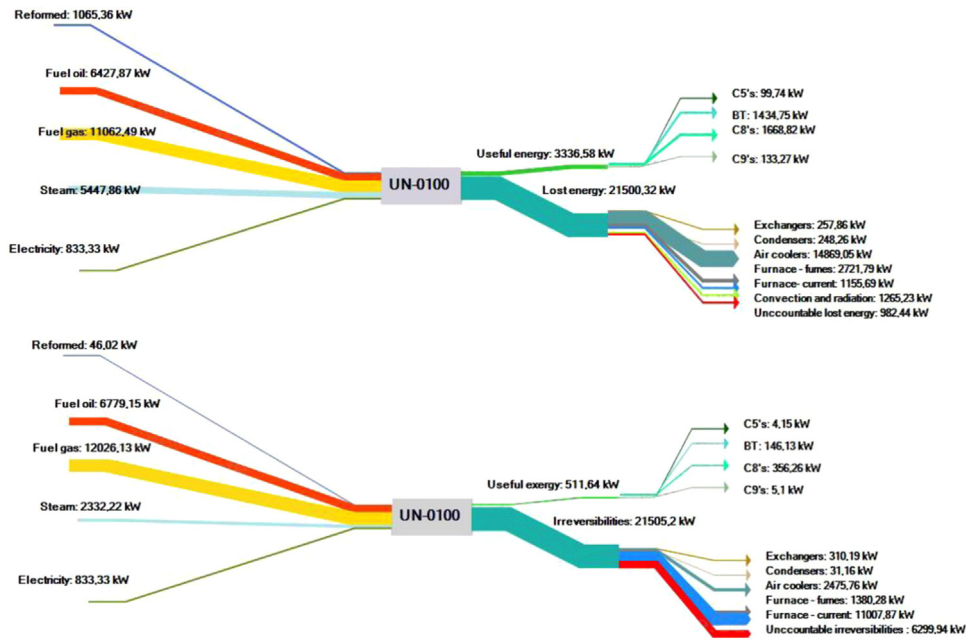 Reformed: 1065,36 kW
Fuel oil: 6427,87 kW
Fuel gas: 11062,49 kW
Steam: 5447,86 kW
Electricity: 833,33 kW
UN-0100
Useful energy: 3336,58 kW
C5's: 99,74 kW
BT: 1434,75 kW
C8's: 1668,82 kW
C9's: 133,27 kW
Lost energy: 21500,32 kW
Exchangers: 257,86 kW
Condensers: 248,26 kW
Air coolers: 14869,05 kW
Furnace - fumes: 2721,79 kW
Furnace- current: 1155,69 kW
Convection and radiation: 1265,23 kW
Unccountable lost energy: 982,44 kW
Reformed: 46,02 kW
Fuel oil: 6779,15 kW
Fuel gas: 12026,13 kW
Steam: 2332,22 kW
Electricity: 833,33 kW
UN-0100
Useful exergy: 511,64 kW
C5's: 4,15 kW
BT: 146,13 kW
C8's: 356,26 kW
C9's: 5,1 kW
Irreversibilities: 21505,2 kW
Exchangers: 310,19 kW
Condensers: 31,16 kW
Air coolers: 2475,76 kW
Furnace - fumes: 1380,28 kW
Furnace - current: 11007,87 kW
Unccountable irreversibilities : 6299,94 kW